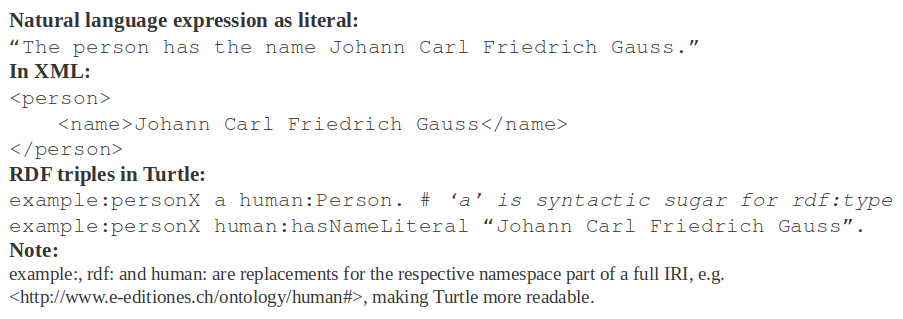 Natural language expression as literal:
“The person has the name Johann Carl Friedrich Gauss.”
In XML:
<person>
    <name>Johann Carl Friedrich Gauss</name>
</person>
RDF triples in Turtle:
example:personX a human:Person. # ‘a’ is syntactic sugar for rdf:type
example:personX human:hasNameLiteral “Johann Carl Friedrich Gauss”.
Note:
example:, rdf: and human: are replacements for the respective namespace part of a full IRI, e.g.
<http://www.e-editiones.ch/ontology/human#>, making Turtle more readable.